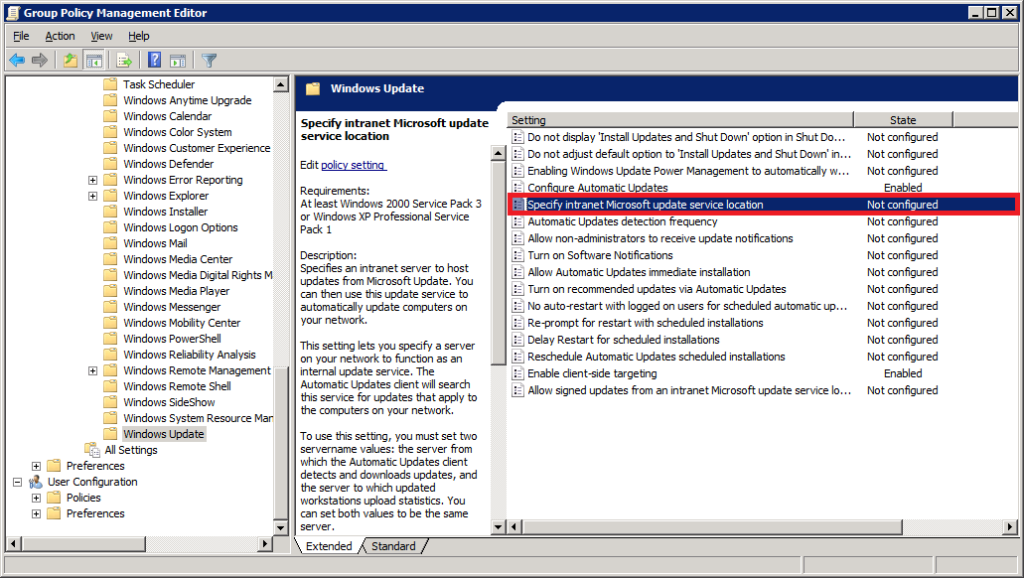 Group Policy Management Editor
File Action View Help
Task Scheduler
Windows Anytime Upgrade
Windows Calendar
Windows Color System
Windows Customer Experience
Windows Defender
Windows Error Reporting
Windows Explorer
Windows Installer
Windows Logon Options
Windows Mail
Windows Media Center
Windows Media Digital Rights M
Windows Media Player
Windows Messenger
Windows Mobility Center
Windows PowerShell
Windows Reliability Analysis
Windows Remote Management
Windows Remote Shell
Windows SideShow
Windows System Resource Man
Windows Update
All Settings
Preferences
User Configuration
Policies
Preferences
Windows Update
Specify intranet Microsoft update
service location
Edit policy setting
Requirements:
At least Windows 2000 Service Pack 3
or Windows XP Professional Service
Pack 1
Description:
Specifies an intranet server to host
updates from Microsoft Update. You
can then use this update service to
automatically update computers on
your network.
This setting lets you specify a server
on your network to function as an
internal update service. The
Automatic Updates client will search
this service for updates that apply to
the computers on your network.
To use this setting, you must set two
servername values: the server from
which the Automatic Updates client
detects and downloads updates, and
the server to which updated
workstations upload statistics. You
can set both values to be the same
server.
Setting State
Do not display 'Install Updates and Shut Down' option in Shut Do... Not configured
Do not adjust default option to 'Install Updates and Shut Down' in... Not configured
Enabling Windows Update Power Management to automatically w... Not configured
Configure Automatic Updates Enabled
Specify intranet Microsoft update service location Not configured
Automatic Updates detection frequency Not configured
Allow non-administrators to receive update notifications Not configured
Turn on Software Notifications Not configured
Allow Automatic Updates immediate installation Not configured
Turn on recommended updates via Automatic Updates Not configured
No auto-restart with logged on users for scheduled automatic up... Not configured
Re-prompt for restart with scheduled installations Not configured
Delay Restart for scheduled installations Not configured
Reschedule Automatic Updates scheduled installations Not configured
Enable client-side targeting Enabled
Allow signed updates from an intranet Microsoft update service lo... Not configured
Extended Standard